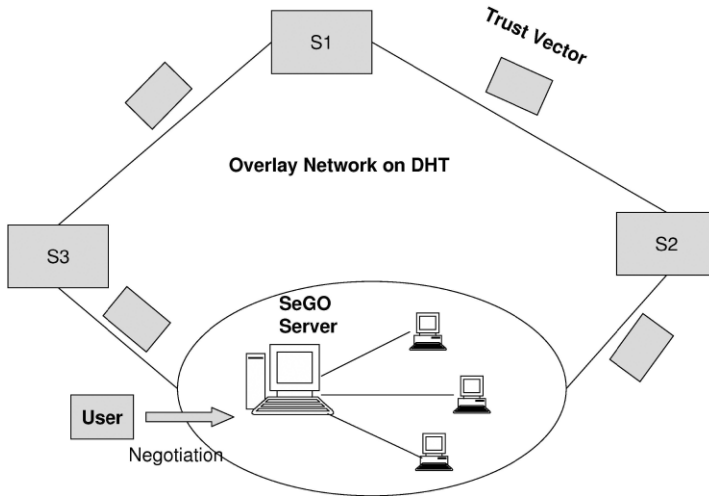 S1
Trust Vector
Overlay Network on DHT
S3
S2
SeGO
Server
User
Negotiation